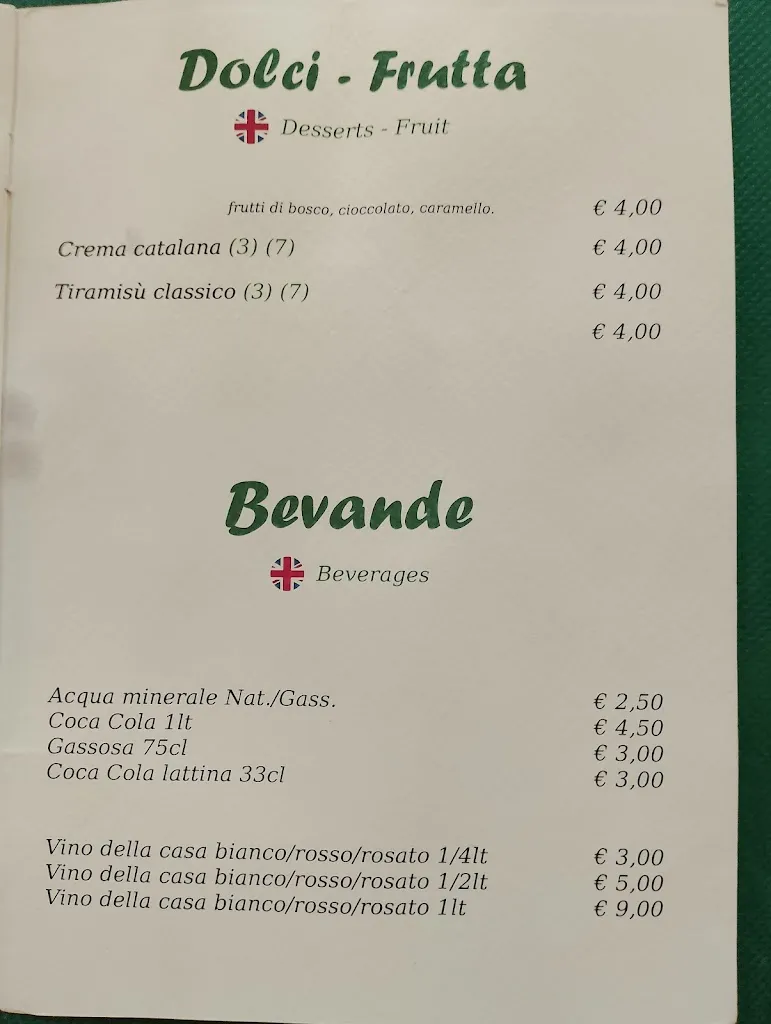 Dolci - Frutta
Desserts - Fruit
frutti di bosco, cioccolato, caramello. € 4,00
Crema catalana (3) (7) € 4,00
Tiramisù classico (3) (7) € 4,00
€ 4,00
Bevande
Beverages
Acqua minerale Nat./Gass. € 2,50
Coca Cola 1lt € 4,50
Gassosa 75cl € 3,00
Coca Cola lattina 33cl € 3,00
Vino della casa bianco/rosso/rosato 1/4lt € 3,00
Vino della casa bianco/rosso/rosato 1/2lt € 5,00
Vino della casa bianco/rosso/rosato 1lt € 9,00